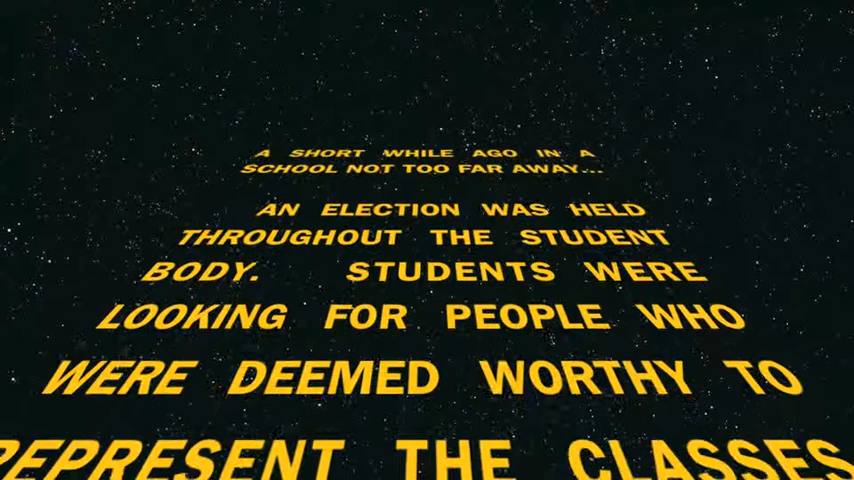 A SHORT WHILE AGO IN A
SCHOOL NOT TOO FAR AWAY...
AN ELECTION WAS HELD
THROUGHOUT THE STUDENT
BODY. STUDENTS WERE
LOOKING FOR PEOPLE WHO
WERE DEEMED WORTHY TO
REPRESENT THE CLASSES